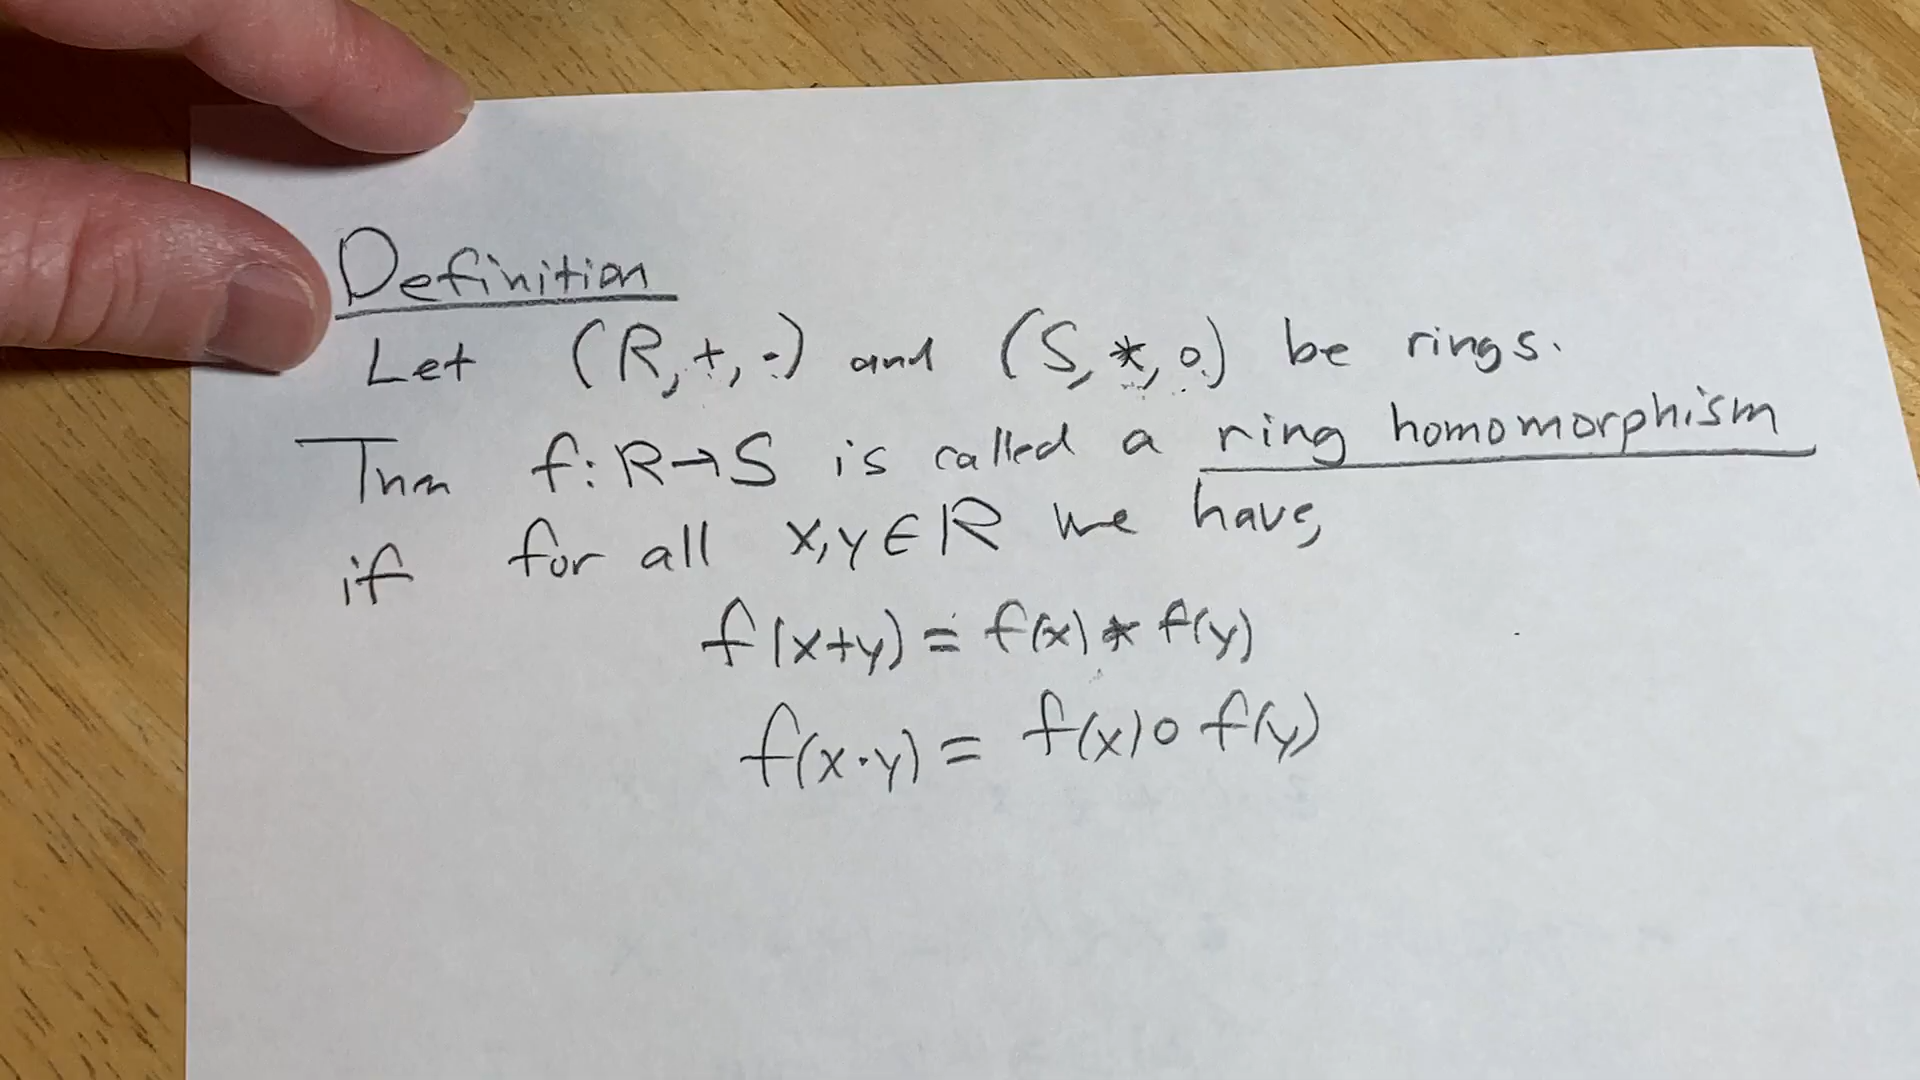 Definition
Let (R, +, ·) and (S, *, o) be rings.
Then f: R→S is called a ring homomorphism
if for all x, y ∈ R we have,
f(x+y) = f(x) * f(y)
f(x·y) = f(x) o f(y)